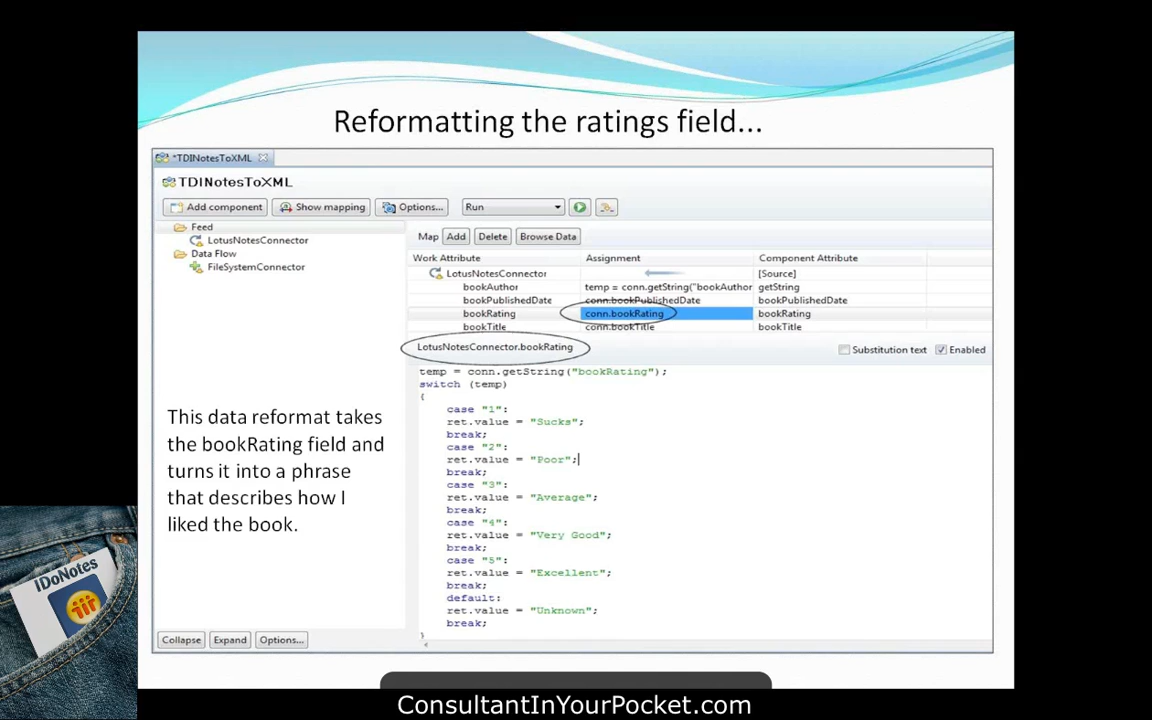 Reformatting the ratings field...
*TDINotesToXML
TDINotesToXML
Add component Show mapping Options... Run
Feed
LotusNotesConnector
Data Flow
FileSystemConnector
Map Add Delete Browse Data
Work Attribute Assignment Component Attribute
LotusNotesConnector [Source]
bookAuthor temp = conn.getString("bookAuthor getString
bookPublishedDate conn.bookPublishedDate bookPublishedDate
bookRating conn.bookRating bookRating
bookTitle conn.bookTitle bookTitle
LotusNotesConnector.bookRating Substitution text Enabled
temp = conn.getString("bookRating");
switch (temp)
{
case "1":
ret.value = "Sucks";
break;
case "2":
ret.value = "Poor";
break;
case "3":
ret.value = "Average";
break;
case "4":
ret.value = "Very Good";
break;
case "5":
ret.value = "Excellent";
break;
default:
ret.value = "Unknown";
break;
}
This data reformat takes
the bookRating field and
turns it into a phrase
that describes how I
liked the book.
Collapse Expand Options...
IDoNotes
ConsultantInYourPocket.com